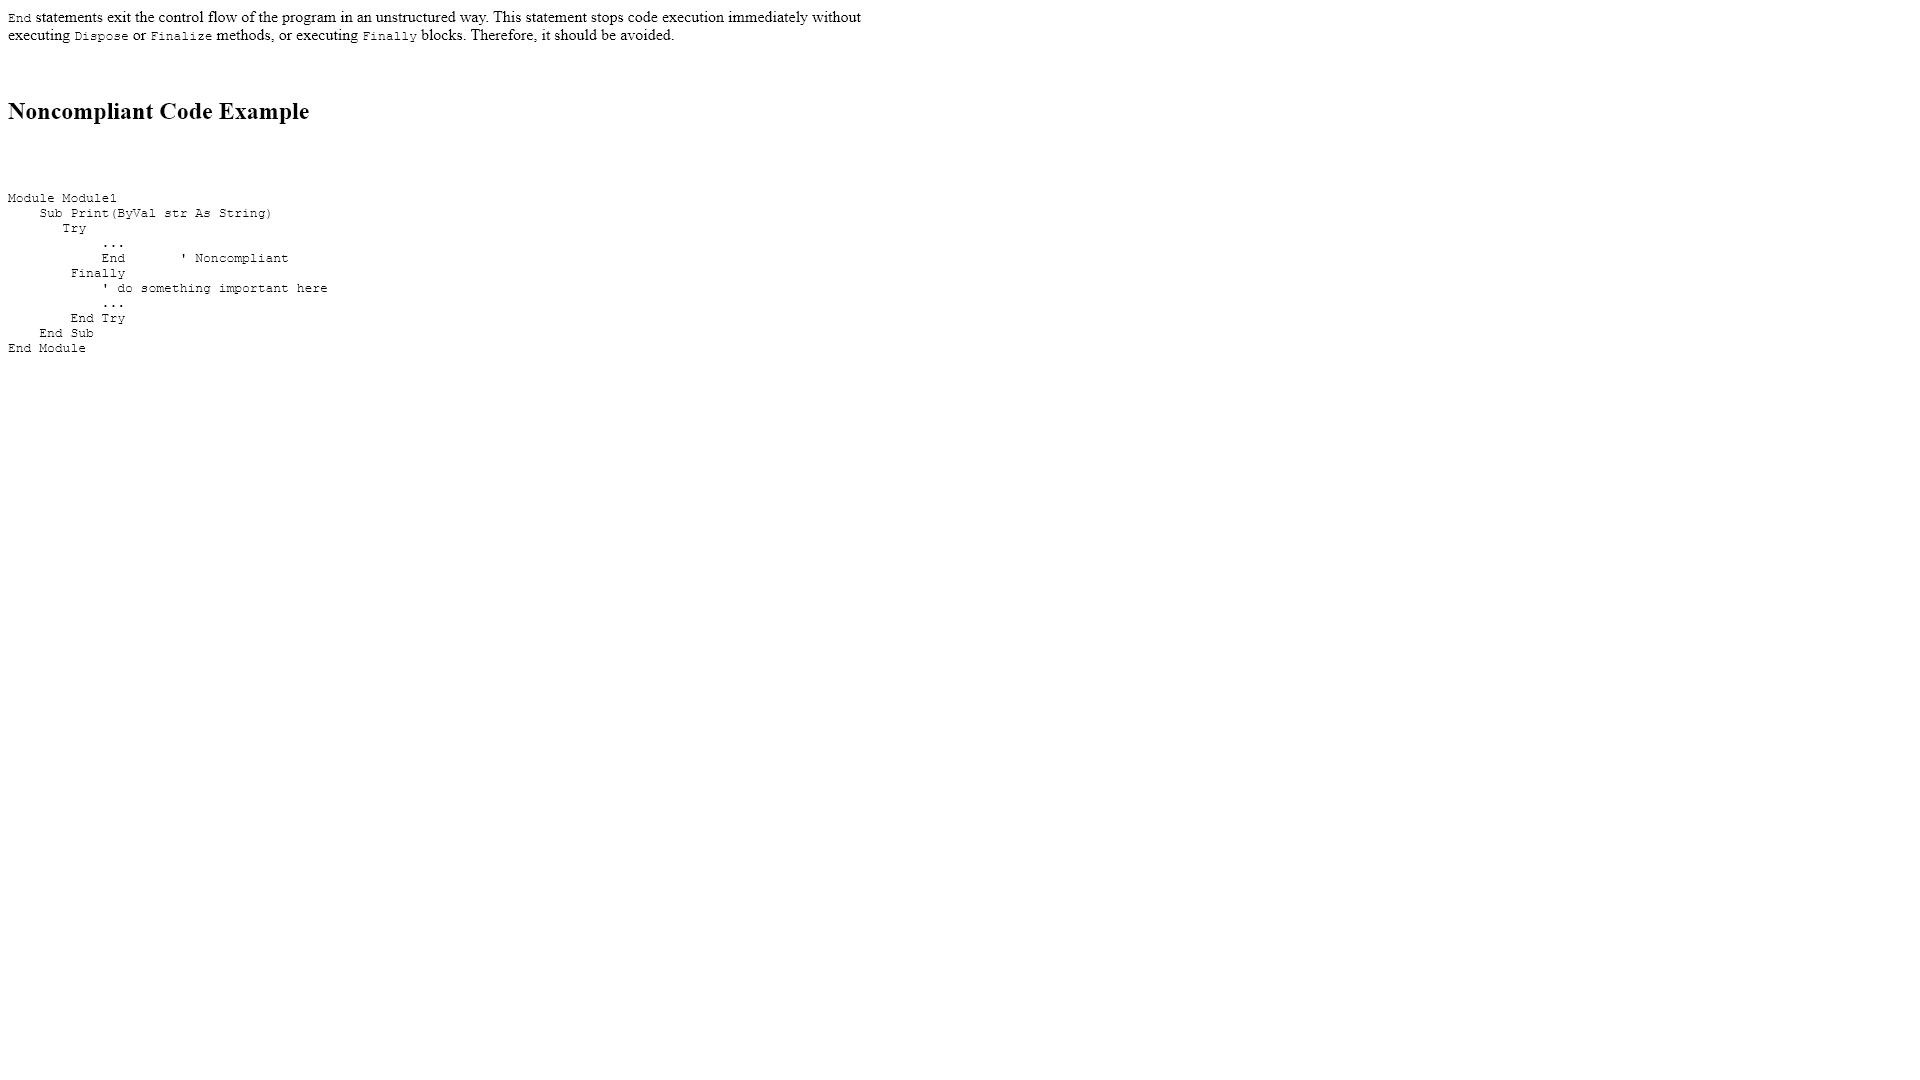 End statements exit the control flow of the program in an unstructured way. This statement stops code execution immediately without
executing Dispose or Finalize methods, or executing Finally blocks. Therefore, it should be avoided.
Noncompliant Code Example
Module Module1
    Sub Print(ByVal str As String)
       Try
            ...
            End       ' Noncompliant
        Finally
            ' do something important here
            ...
        End Try
    End Sub
End Module